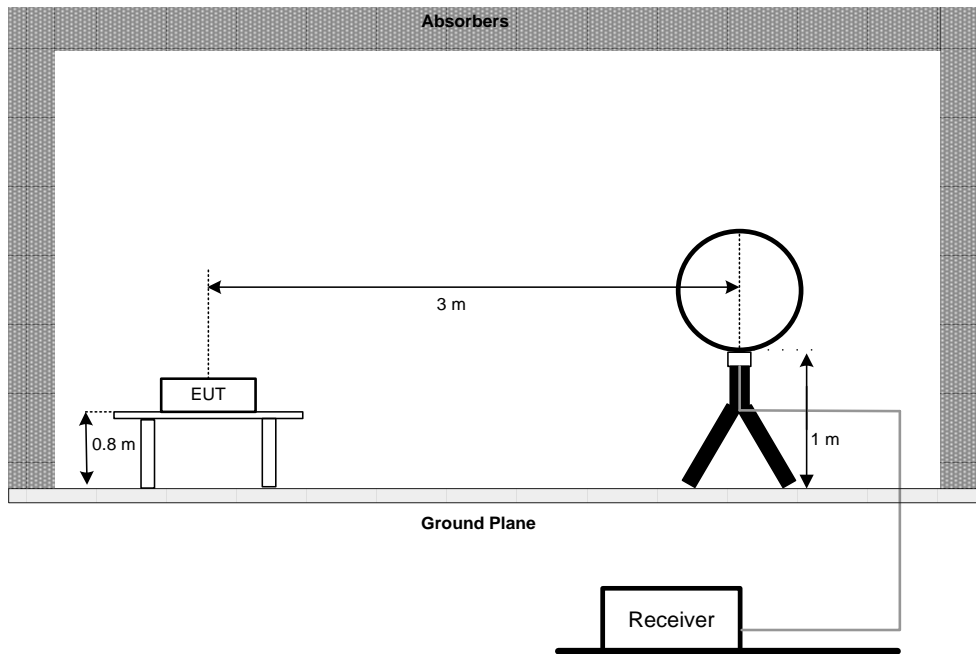 Absorbers
3 m
EUT
0.8 m
1 m
Ground Plane
Receiver